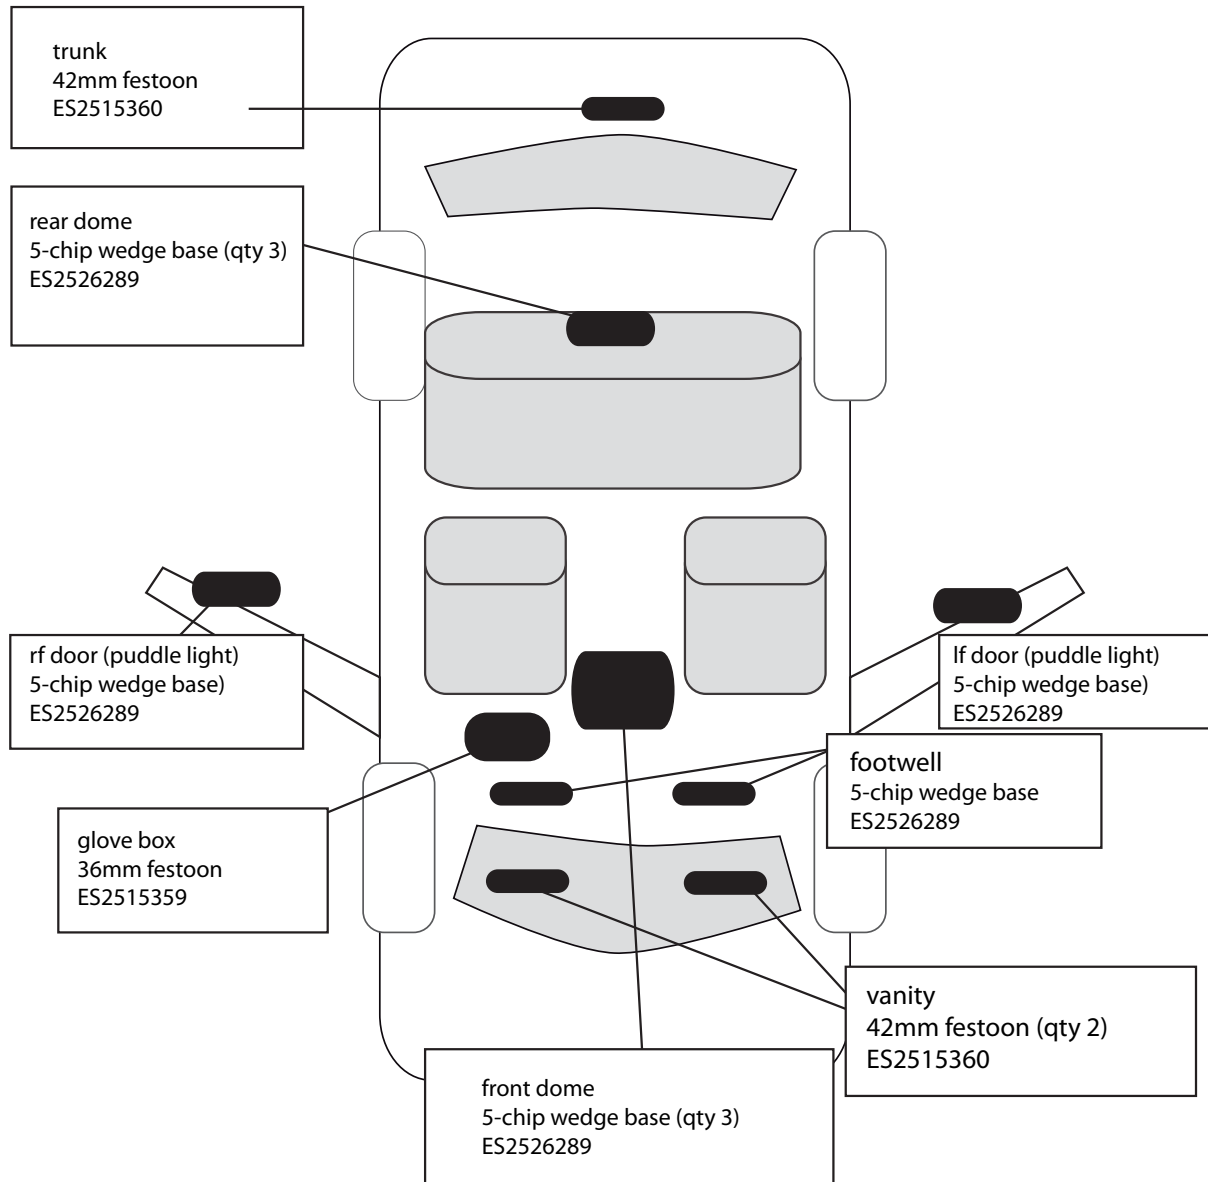 trunk
42mm festoon
ES2515360
rear dome
5-chip wedge base (qty 3)
ES2526289
rf door (puddle light)
5-chip wedge base)
ES2526289
lf door (puddle light)
5-chip wedge base)
ES2526289
footwell
5-chip wedge base
ES2526289
glove box
36mm festoon
ES2515359
vanity
42mm festoon (qty 2)
ES2515360
front dome
5-chip wedge base (qty 3)
ES2526289